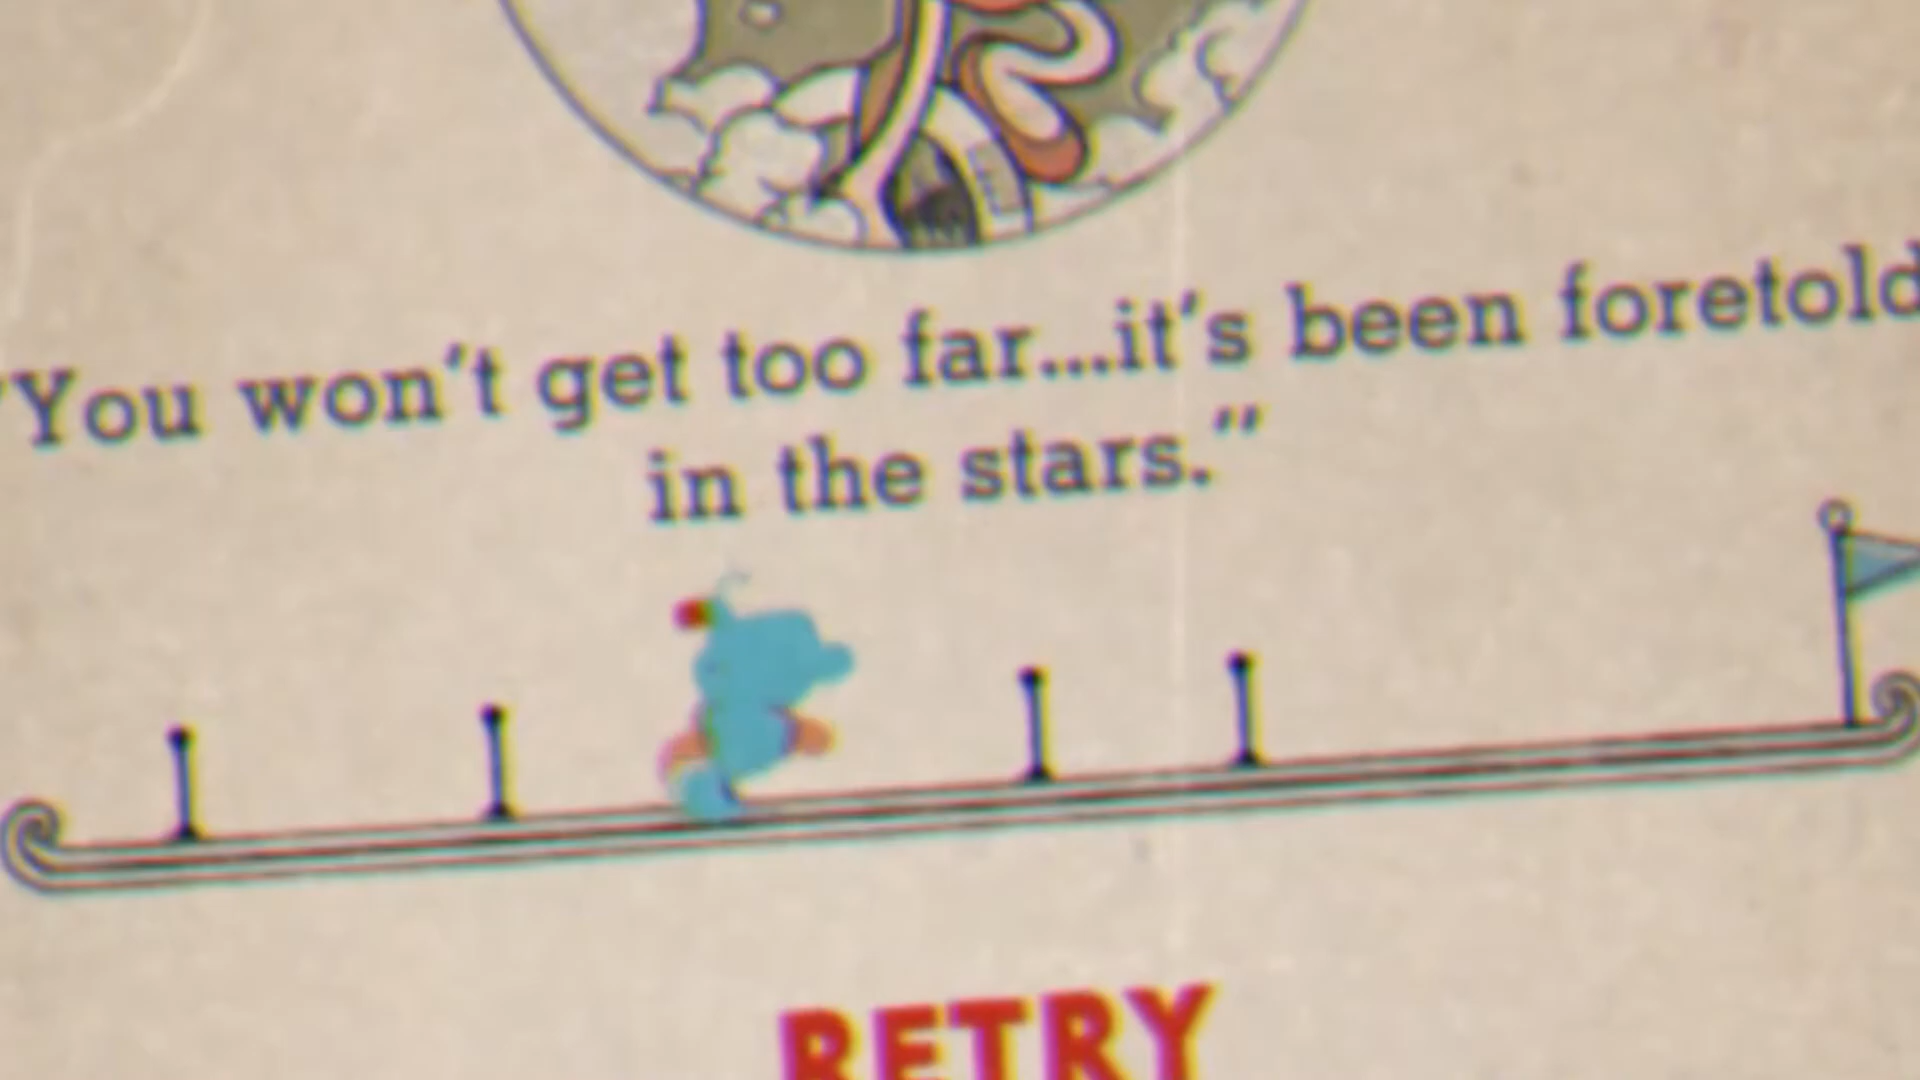 "You won't get too far...it's been foretold
in the stars."
RETRY